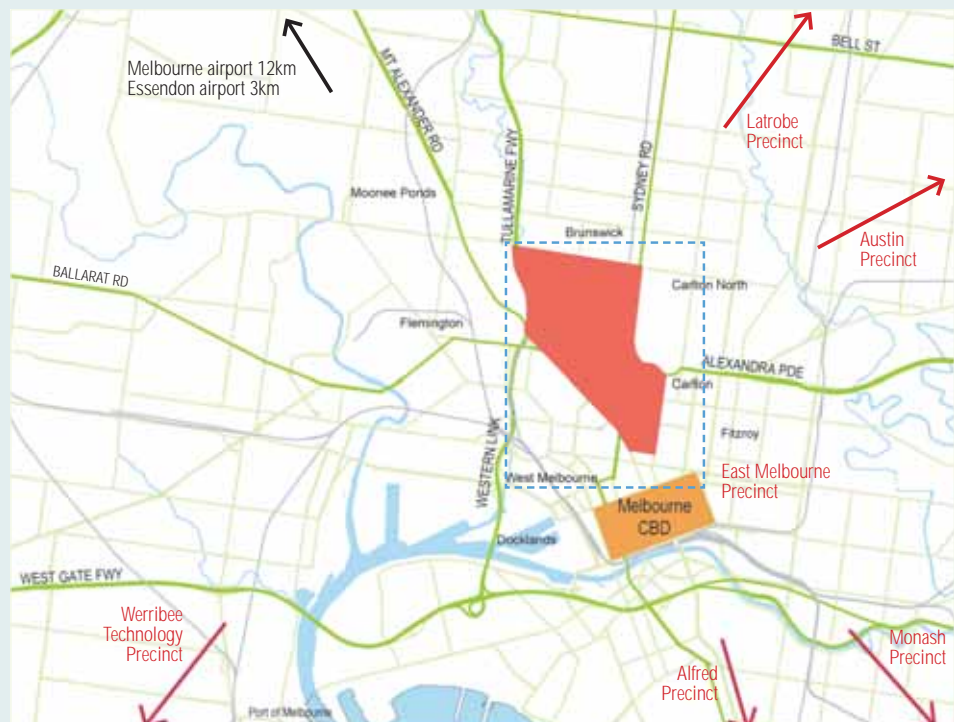 BELL ST
Melbourne airport 12km
Essendon airport 3km
MT ALEXANDER RD
Latrobe
Precinct
TULLAMARINE FWY
SYDNEY RD
Moonee Ponds
Brunswick
Austin
Precinct
BALLARAT RD
Carlton North
Flemington
ALEXANDRA PDE
Carlton
Fitzroy
WESTERN LINK
West Melbourne
East Melbourne
Precinct
Melbourne
CBD
Docklands
WEST GATE FWY
Werribee
Technology
Precinct
Monash
Precinct
Alfred
Precinct
Port of Melbourne